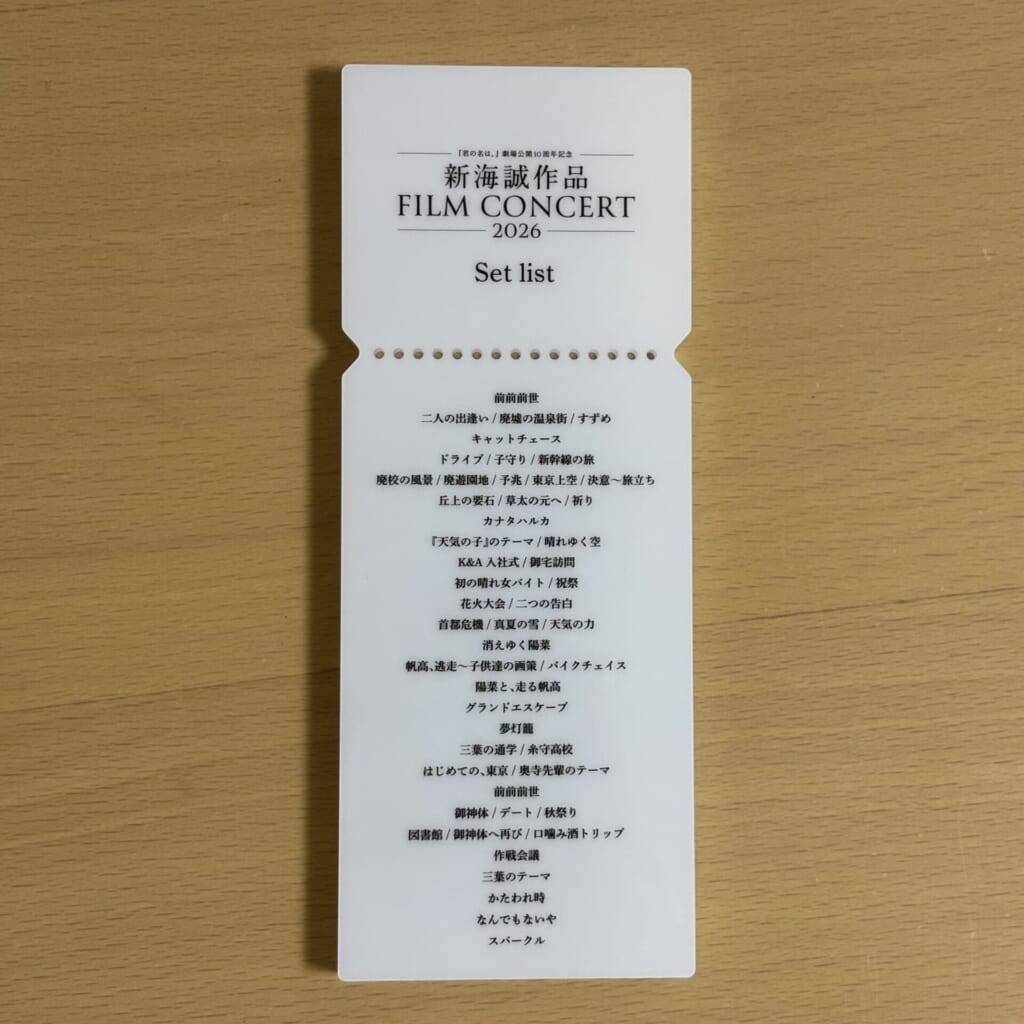 「君の名は。」劇場公開10周年記念
新海誠作品
FILM CONCERT
2026
Set list
前前前世
二人の出逢い / 廃墟の温泉街 / すずめ
キャットチェース
ドライブ / 子守り / 新幹線の旅
廃校の風景 / 廃遊園地 / 予兆 / 東京上空 / 決意〜旅立ち
丘上の要石 / 草太の元へ / 祈り
カナタハルカ
『天気の子』のテーマ / 晴れゆく空
K&A 入社式 / 御宅訪問
初の晴れ女バイト / 祝祭
花火大会 / 二つの告白
首都危機 / 真夏の雪 / 天気の力
消えゆく陽菜
帆高、逃走〜子供達の画策 / バイクチェイス
陽菜と、走る帆高
グランドエスケープ
夢灯籠
三葉の通学 / 糸守高校
はじめての、東京 / 奥寺先輩のテーマ
前前前世
御神体 / デート / 秋祭り
図書館 / 御神体へ再び / 口噛み酒トリップ
作戦会議
三葉のテーマ
かたわれ時
なんでもないや
スパークル